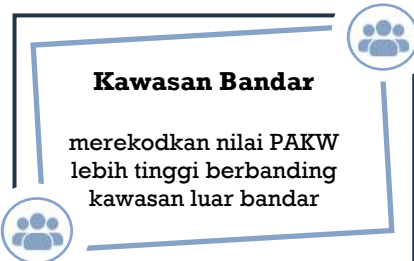 Kawasan Bandar
merekodkan nilai PAKW
lebih tinggi berbanding
kawasan luar bandar